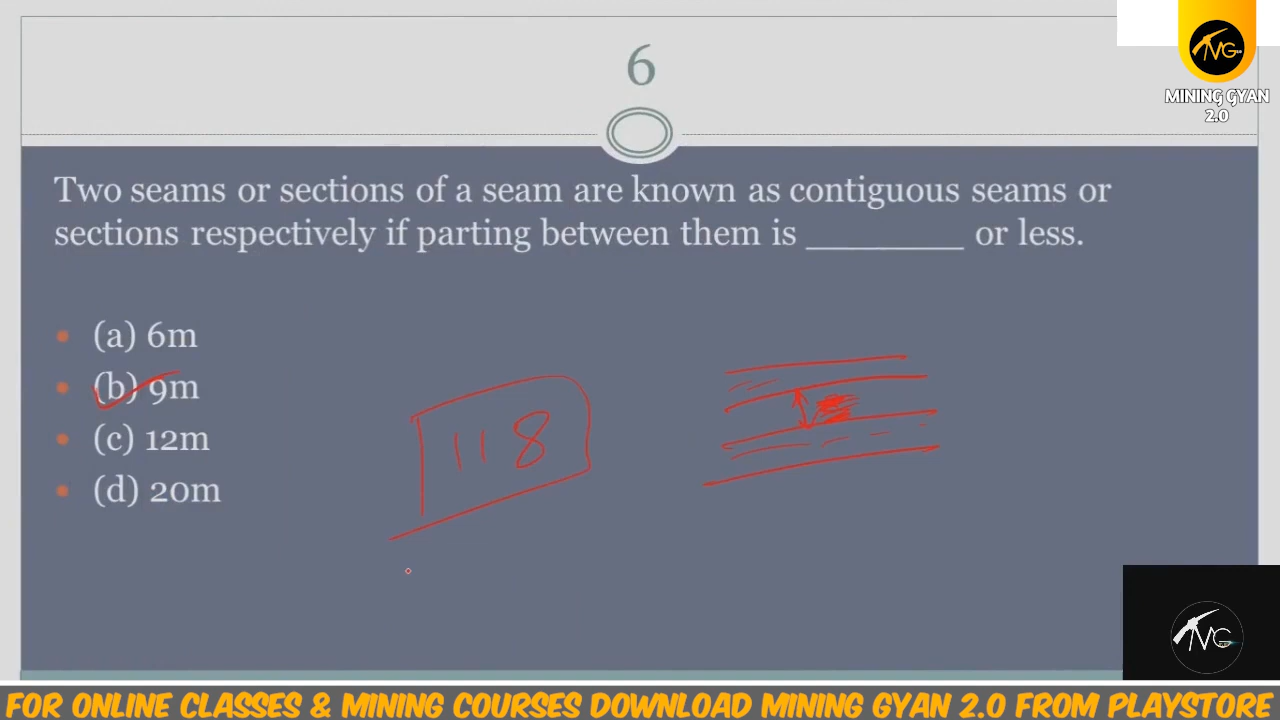 6
MINING GYAN
2.0
Two seams or sections of a seam are known as contiguous seams or
sections respectively if parting between them is ________ or less.
(a) 6m
(b) 9m
(c) 12m
(d) 20m
118
FOR ONLINE CLASSES & MINING COURSES DOWNLOAD MINING GYAN 2.0 FROM PLAYSTORE